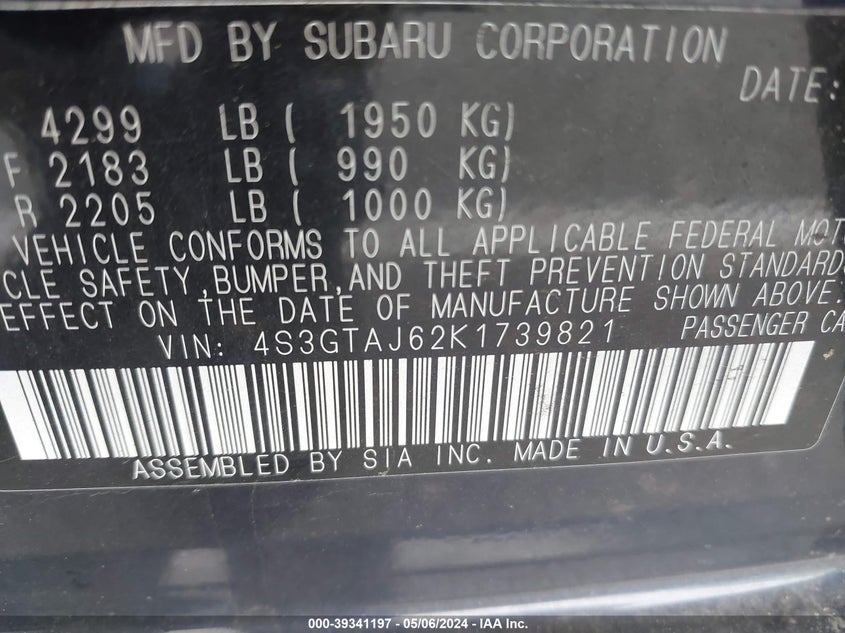 MFD BY SUBARU CORPORATION
DATE:
4299 LB ( 1950 KG)
F 2183 LB ( 990 KG)
R 2205 LB ( 1000 KG)
VEHICLE CONFORMS TO ALL APPLICABLE FEDERAL MOTO
CLE SAFETY,BUMPER,AND THEFT PREVENTION STANDARDS
EFFECT ON THE DATE OF MANUFACTURE SHOWN ABOVE.
VIN: 4S3GTAJ62K1739821 PASSENGER CA
ASSEMBLED BY SIA INC. MADE IN U.S.A.
000-39341197 - 05/06/2024 - IAA Inc.